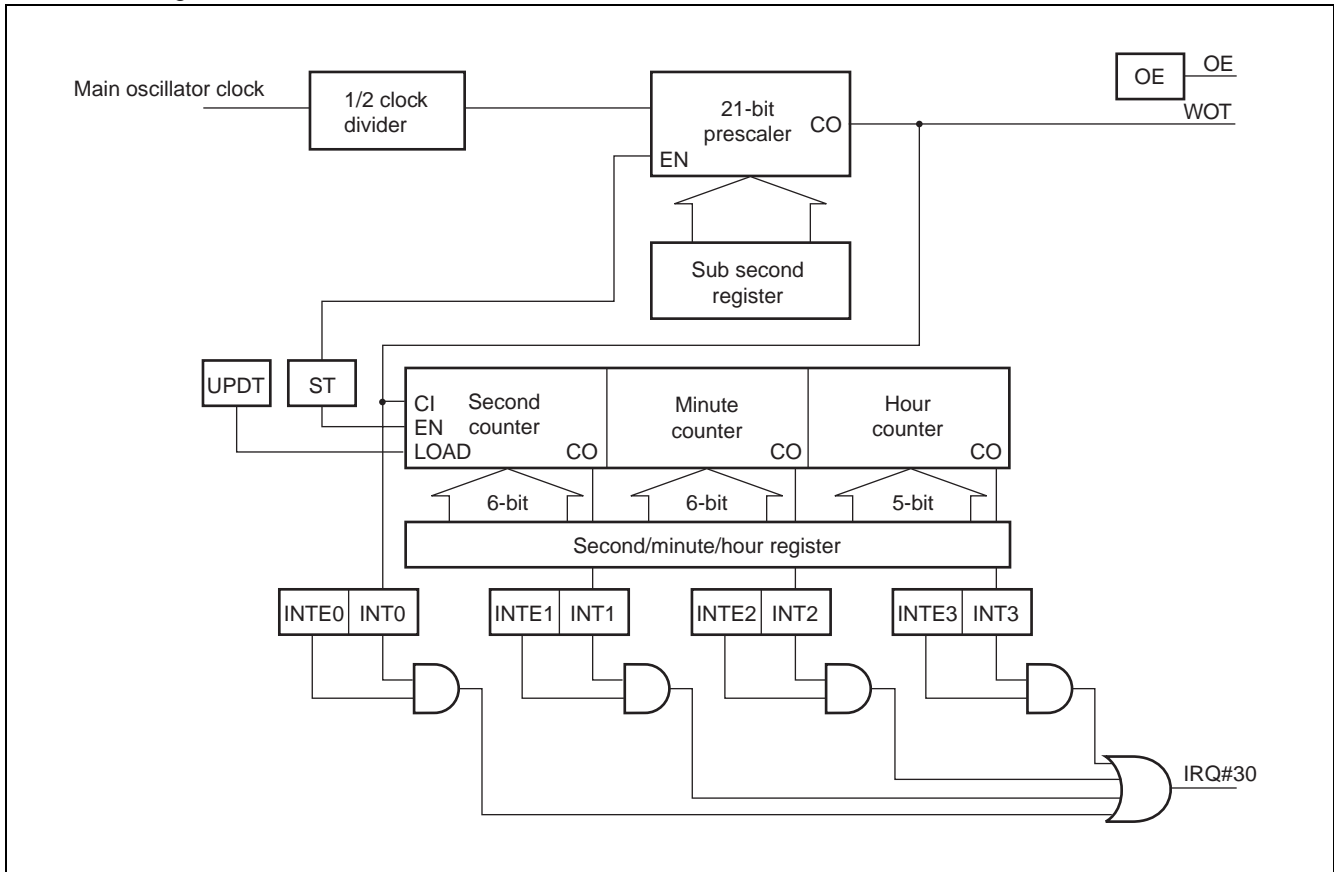 Main oscillator clock
1/2 clock
divider
21-bit
prescaler
CO
EN
OE
OE
WOT
Sub second
register
UPDT
ST
CI
EN
LOAD
Second
counter
CO
Minute
counter
CO
Hour
counter
CO
6-bit
6-bit
5-bit
Second/minute/hour register
INTE0
INT0
INTE1
INT1
INTE2
INT2
INTE3
INT3
IRQ#30